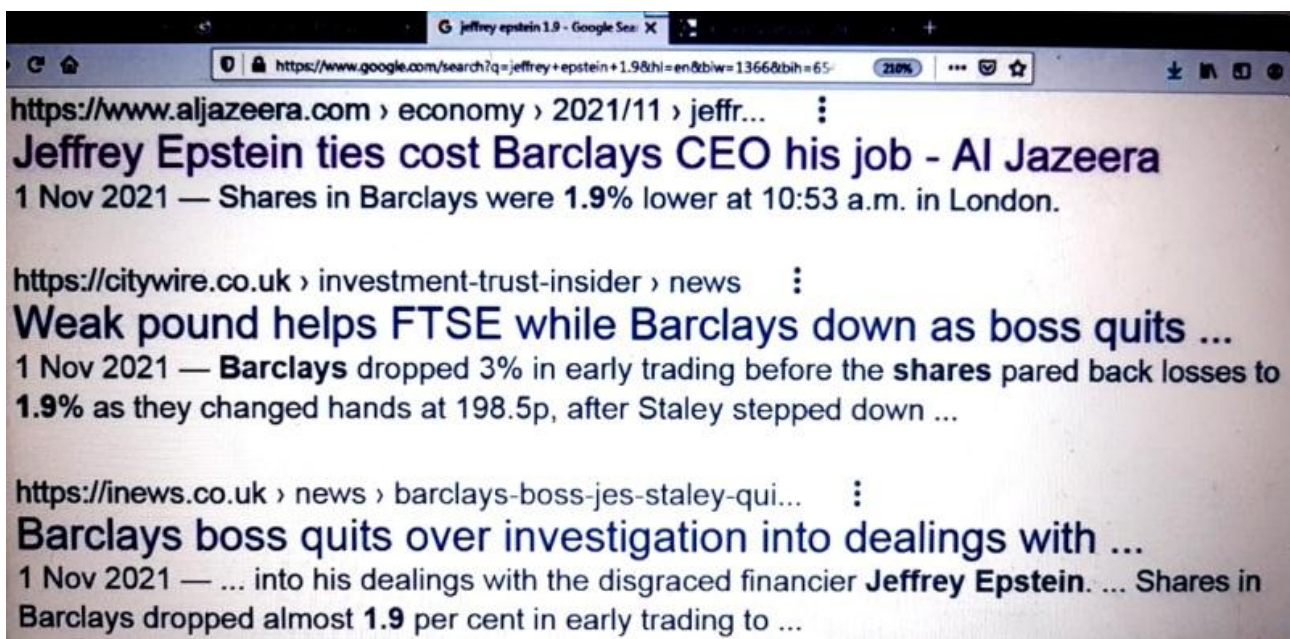 G jeffrey epstein 1.9 - Google Sea X +
https://www.google.com/search?q=jeffrey+epstein+1.9&hl=en&biw=1366&bih=65 210%
https://www.aljazeera.com › economy › 2021/11 › jeffr...
Jeffrey Epstein ties cost Barclays CEO his job - Al Jazeera
1 Nov 2021 — Shares in Barclays were 1.9% lower at 10:53 a.m. in London.
https://citywire.co.uk › investment-trust-insider › news
Weak pound helps FTSE while Barclays down as boss quits ...
1 Nov 2021 — Barclays dropped 3% in early trading before the shares pared back losses to
1.9% as they changed hands at 198.5p, after Staley stepped down ...
https://inews.co.uk › news › barclays-boss-jes-staley-qui...
Barclays boss quits over investigation into dealings with ...
1 Nov 2021 — ... into his dealings with the disgraced financier Jeffrey Epstein. ... Shares in
Barclays dropped almost 1.9 per cent in early trading to ...